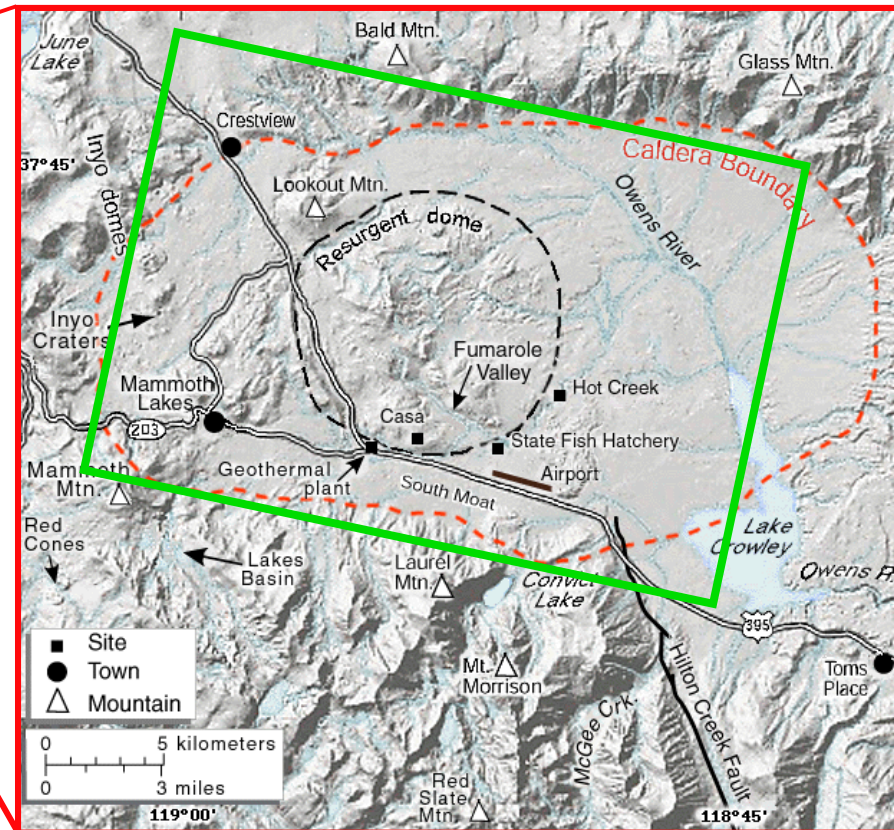 Bald Mtn.
June
Lake
Glass Mtn.
Crestview
Caldera Boundary
37°45'
Inyo domes
Lookout Mtn.
Owens River
Resurgent dome
Inyo
Craters
Fumarole
Valley
Mammoth
Lakes
Hot Creek
Casa
203
State Fish Hatchery
Geothermal
plant
Airport
Mammoth
Mtn.
South Moat
Red
Cones
Lake
Crowley
Lakes
Basin
Laurel
Mtn.
Convict
Lake
Owens R
395
Site
Town
Mountain
Mt.
Morrison
Hilton Creek Fault
Toms
Place
McGee Crk.
0 5 kilometers
0 3 miles
Red
Slate
Mtn.
119°00'
118°45'